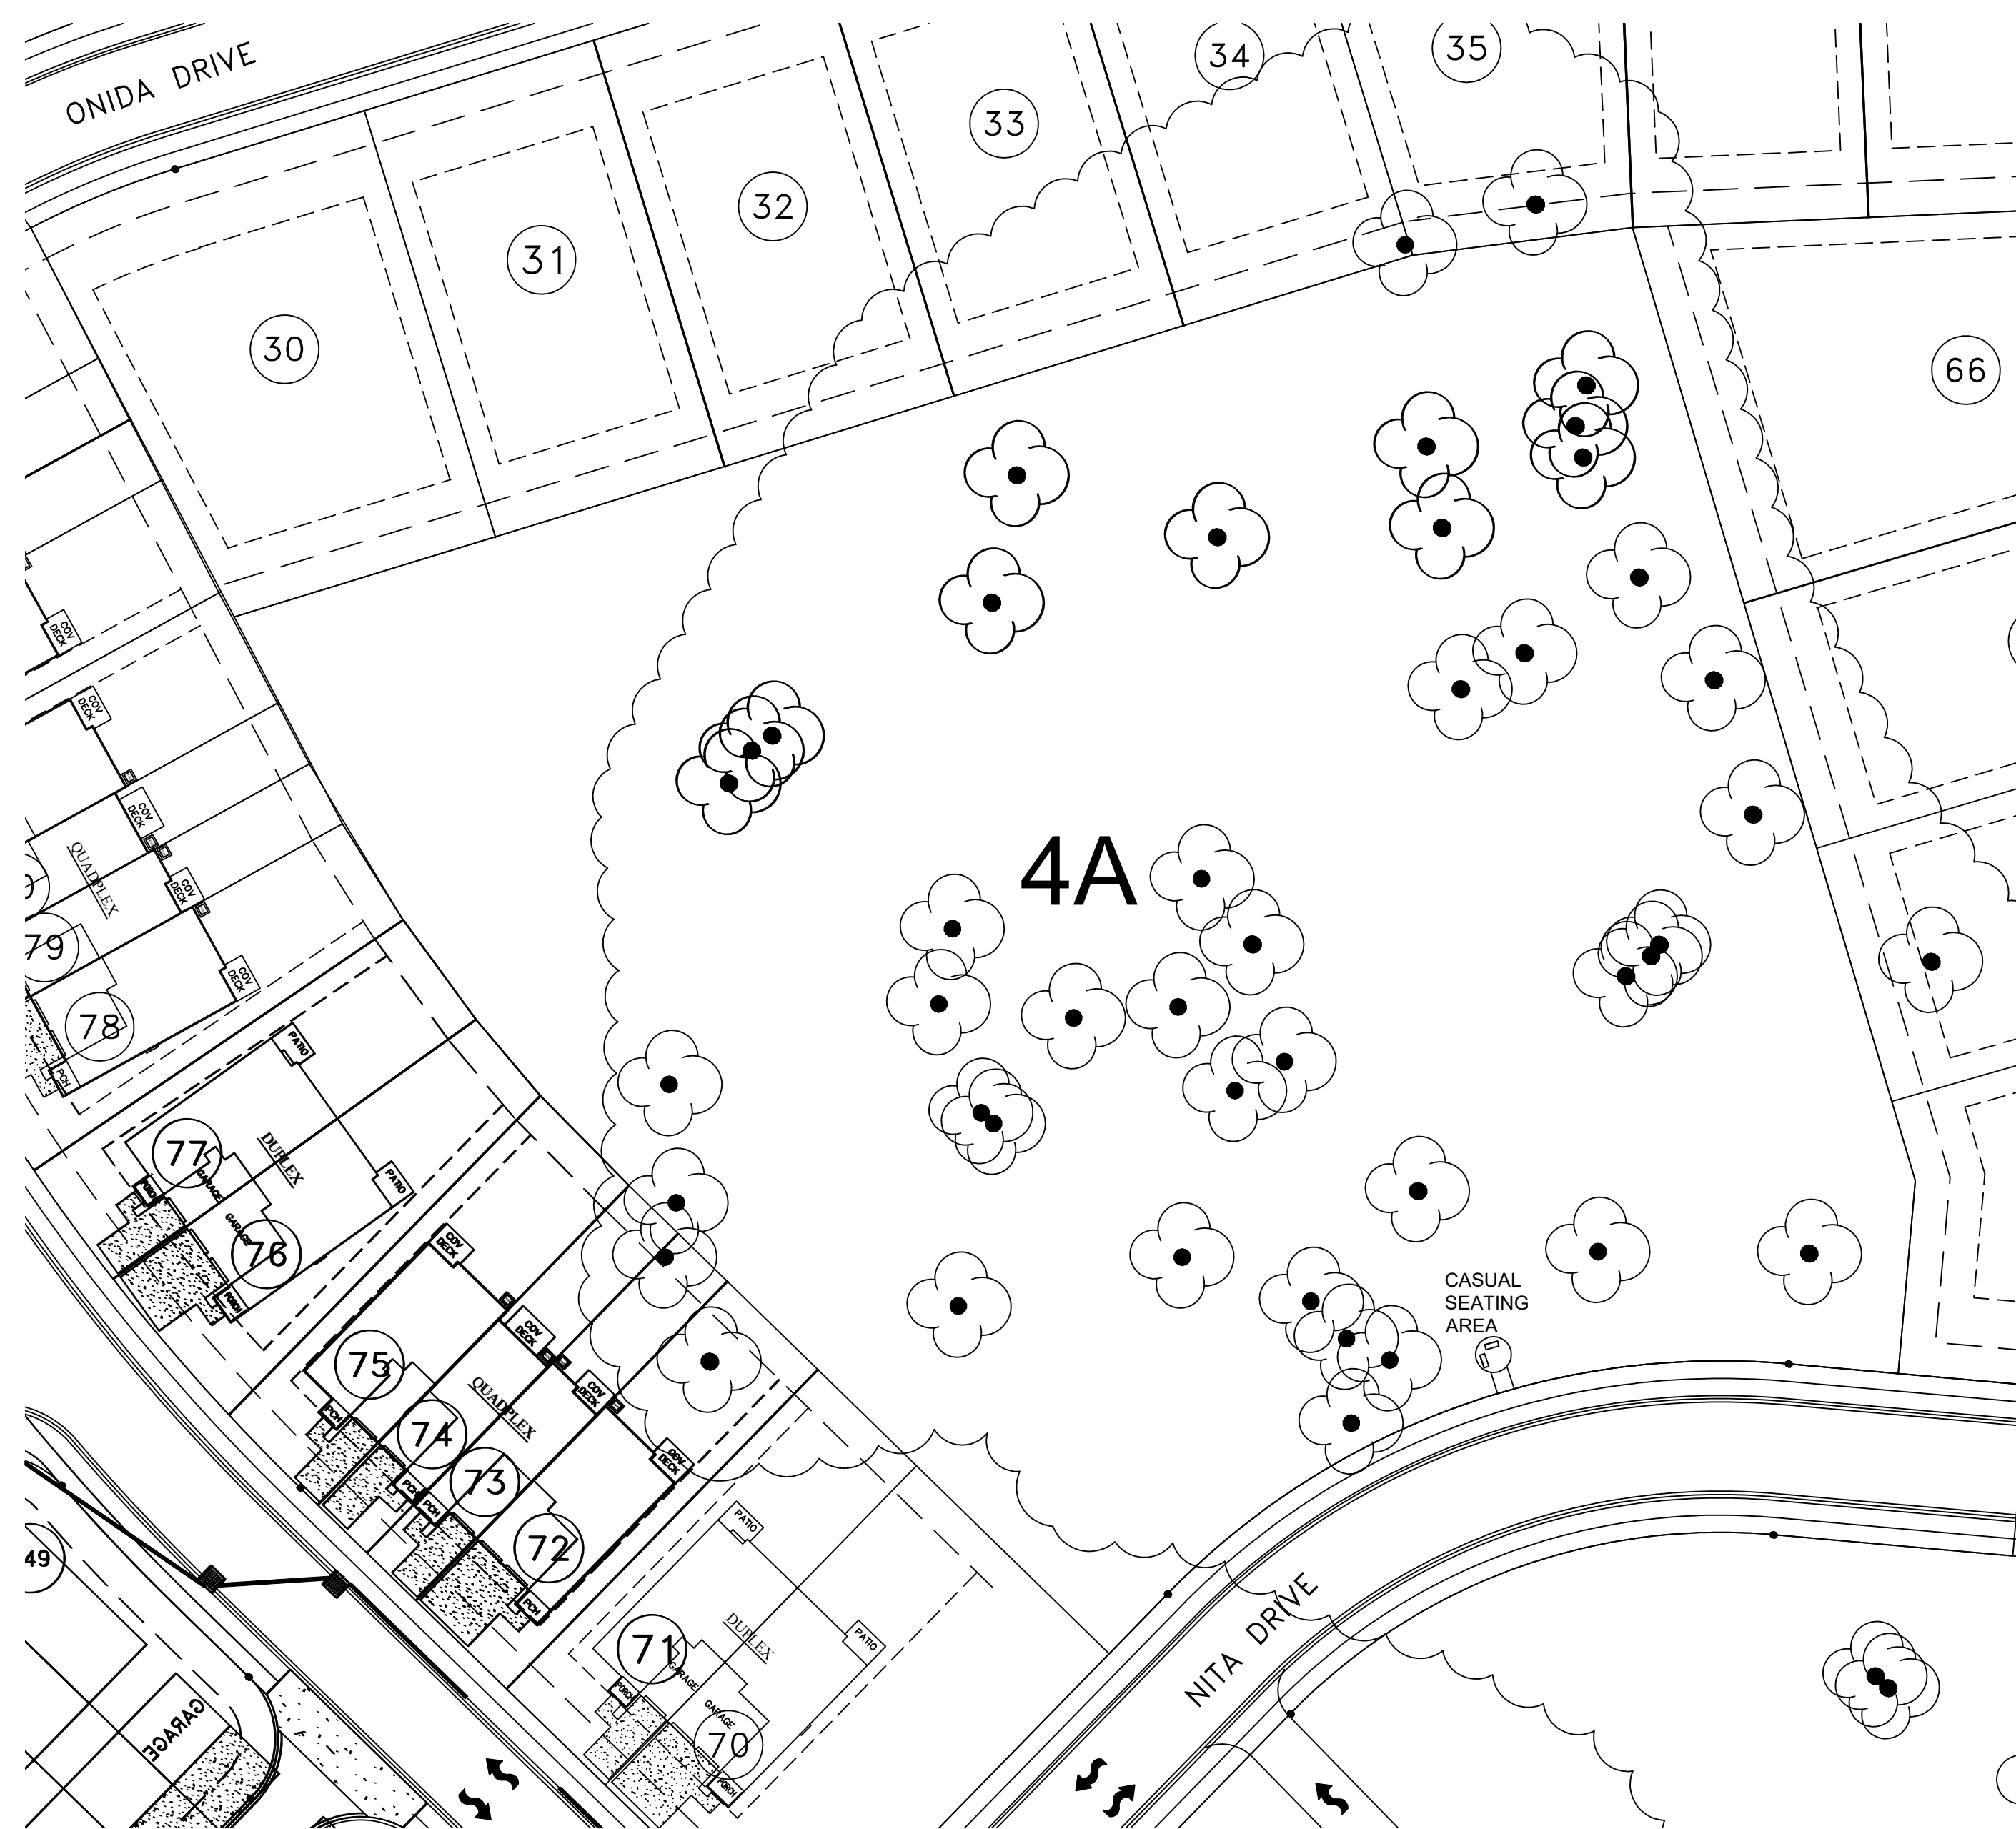 ONIDA DRIVE
34
35
33
32
31
30
66
COV
DECK
COV
DECK
COV
DECK
QUADPLEX
COV
DECK
COV
DECK
79
78
PCH
4A
PATIO
77
DUPLEX
PORCH
GARAGE
PATIO
GARAGE
76
PORCH
COV
DECK
COV
DECK
75
QUADPLEX
COV
DECK
PCH
74
COV
DECK
73
PCH
PCH
72
PCH
CASUAL
SEATING
AREA
49
PATIO
DUPLEX
PATIO
71
GARAGE
PORCH
GARAGE
70
PORCH
NITA DRIVE
GARAGE